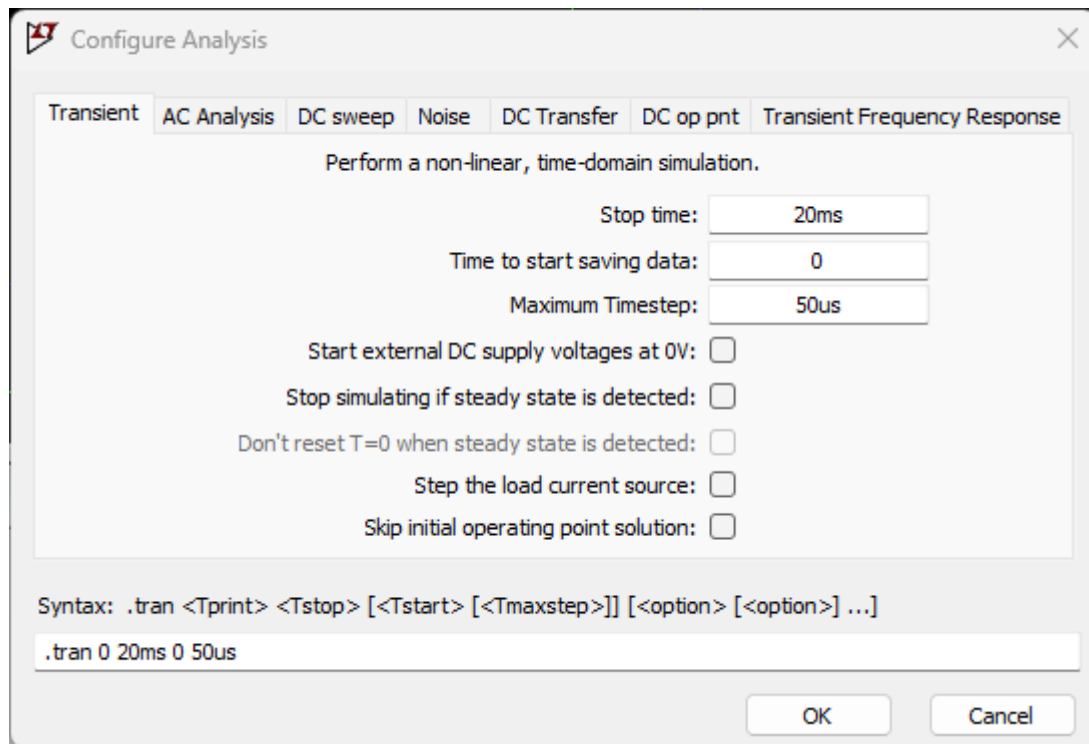 Configure Analysis
Transient AC Analysis DC sweep Noise DC Transfer DC op pnt Transient Frequency Response
Perform a non-linear, time-domain simulation.
Stop time: 20ms
Time to start saving data: 0
Maximum Timestep: 50us
Start external DC supply voltages at 0V:
Stop simulating if steady state is detected:
Don't reset T=0 when steady state is detected:
Step the load current source:
Skip initial operating point solution:
Syntax: .tran <Tprint> <Tstop> [<Tstart> [<Tmaxstep>]] [<option> [<option>] ...]
.tran 0 20ms 0 50us
OK Cancel